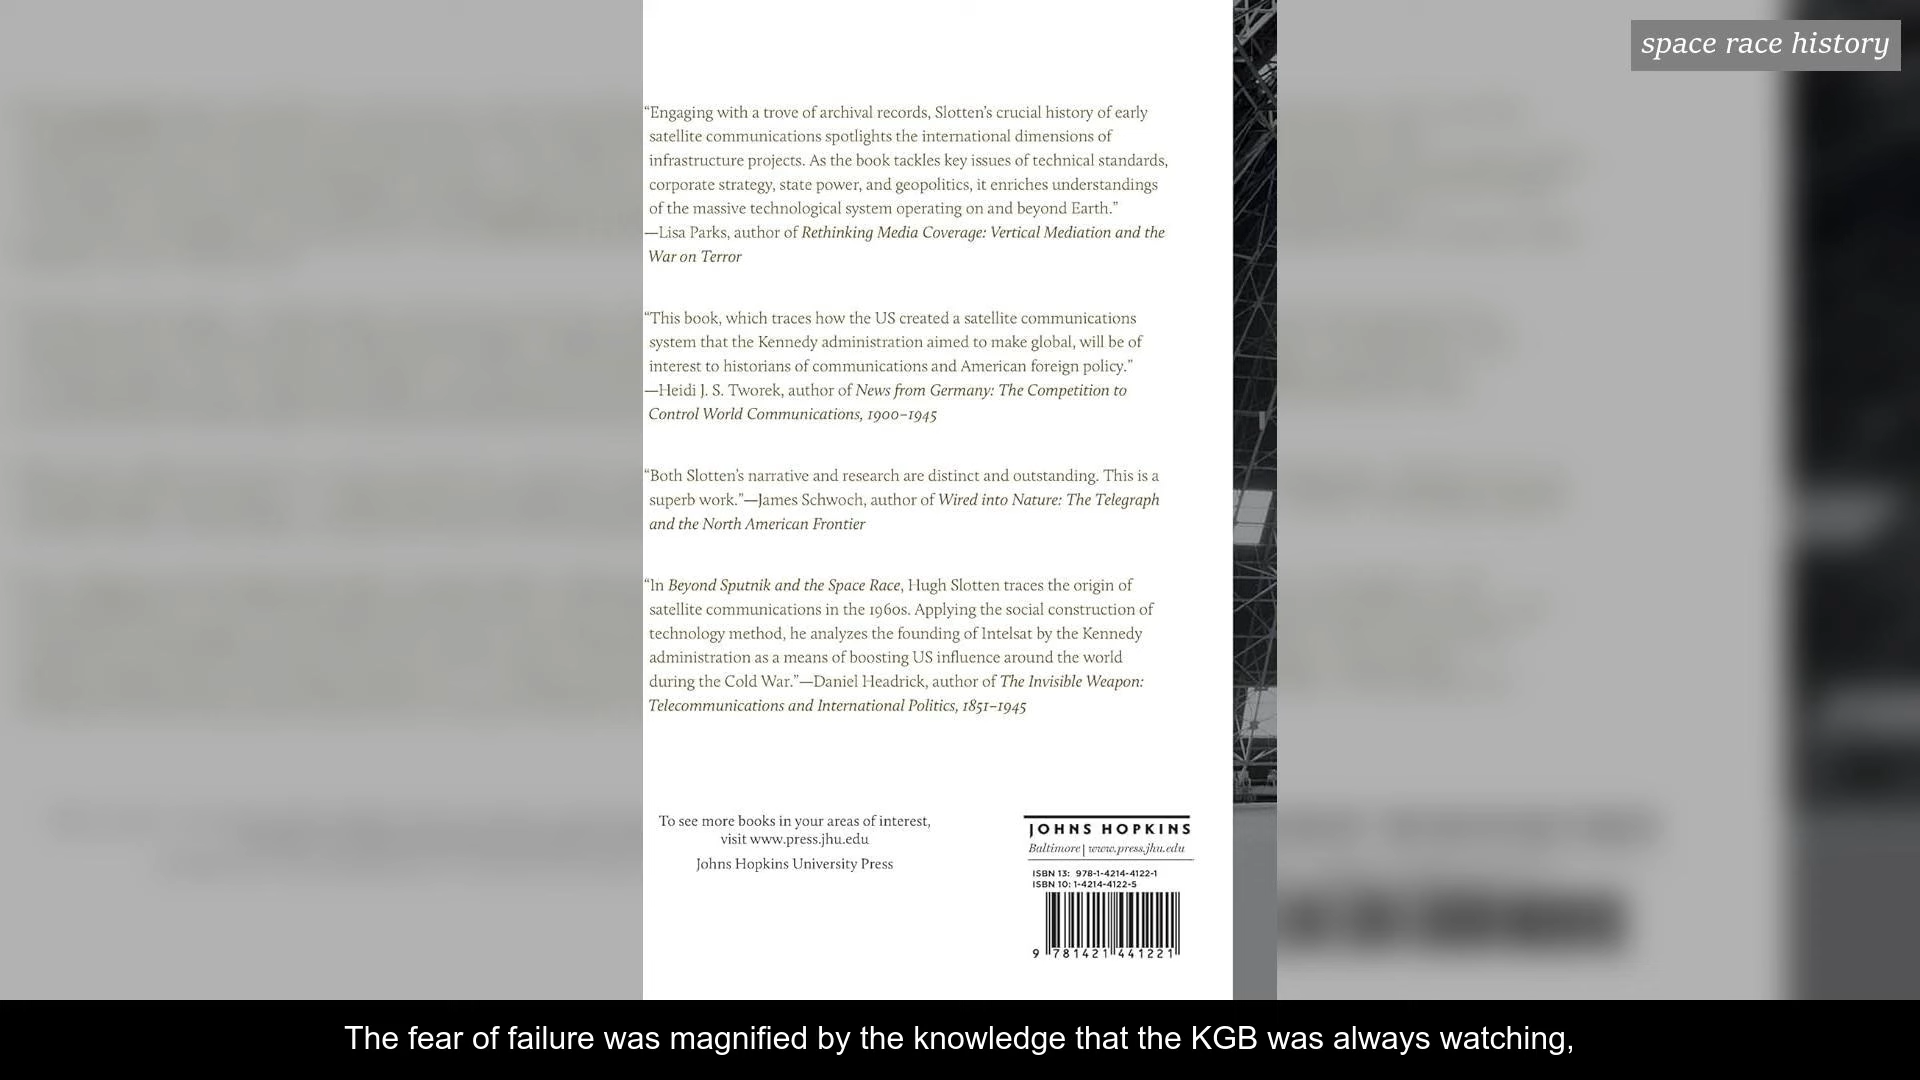 space race history
“Engaging with a trove of archival records, Slotten’s crucial history of early
satellite communications spotlights the international dimensions of
infrastructure projects. As the book tackles key issues of technical standards,
corporate strategy, state power, and geopolitics, it enriches understandings
of the massive technological system operating on and beyond Earth.”
—Lisa Parks, author of Rethinking Media Coverage: Vertical Mediation and the
War on Terror
“This book, which traces how the US created a satellite communications
system that the Kennedy administration aimed to make global, will be of
interest to historians of communications and American foreign policy.”
—Heidi J. S. Tworek, author of News from Germany: The Competition to
Control World Communications, 1900–1945
“Both Slotten’s narrative and research are distinct and outstanding. This is a
superb work.”—James Schwoch, author of Wired into Nature: The Telegraph
and the North American Frontier
“In Beyond Sputnik and the Space Race, Hugh Slotten traces the origin of
satellite communications in the 1960s. Applying the social construction of
technology method, he analyzes the founding of Intelsat by the Kennedy
administration as a means of boosting US influence around the world
during the Cold War.”—Daniel Headrick, author of The Invisible Weapon:
Telecommunications and International Politics, 1851–1945
To see more books in your areas of interest,
visit www.press.jhu.edu
Johns Hopkins University Press
JOHNS HOPKINS
Baltimore | www.press.jhu.edu
ISBN 13: 978-1-4214-4122-1
ISBN 10: 1-4214-4122-5
9 781421 441221
The fear of failure was magnified by the knowledge that the KGB was always watching,